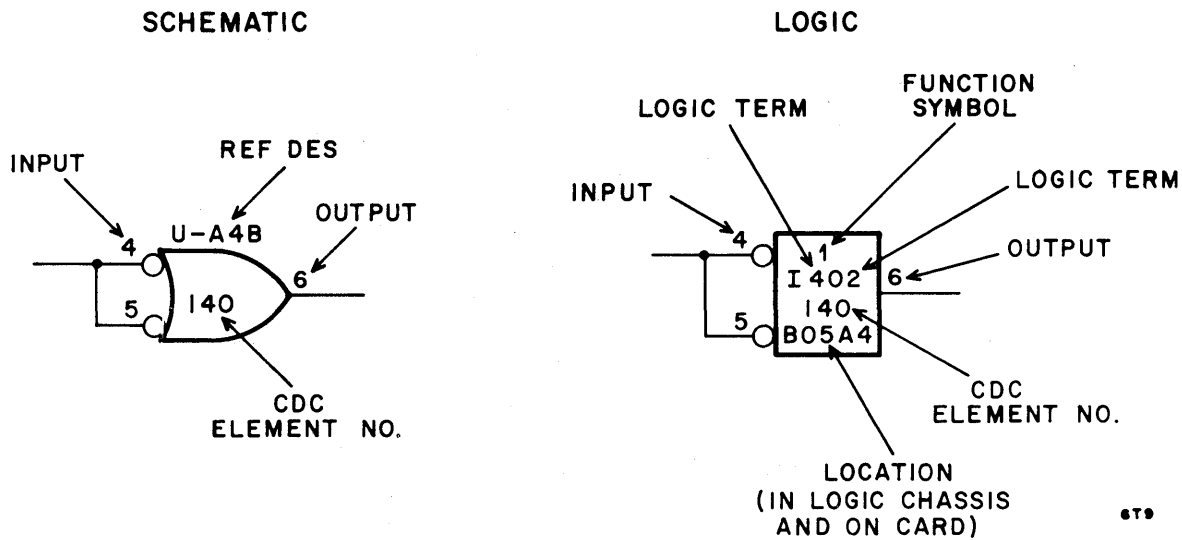 SCHEMATIC
INPUT
REF DES
U-A4B
OUTPUT
4
5
6
140
CDC
ELEMENT NO.
LOGIC
FUNCTION
SYMBOL
LOGIC TERM
INPUT
LOGIC TERM
OUTPUT
4
5
6
1
I402
140
B05A4
CDC
ELEMENT NO.
LOCATION
(IN LOGIC CHASSIS
AND ON CARD)
6T9